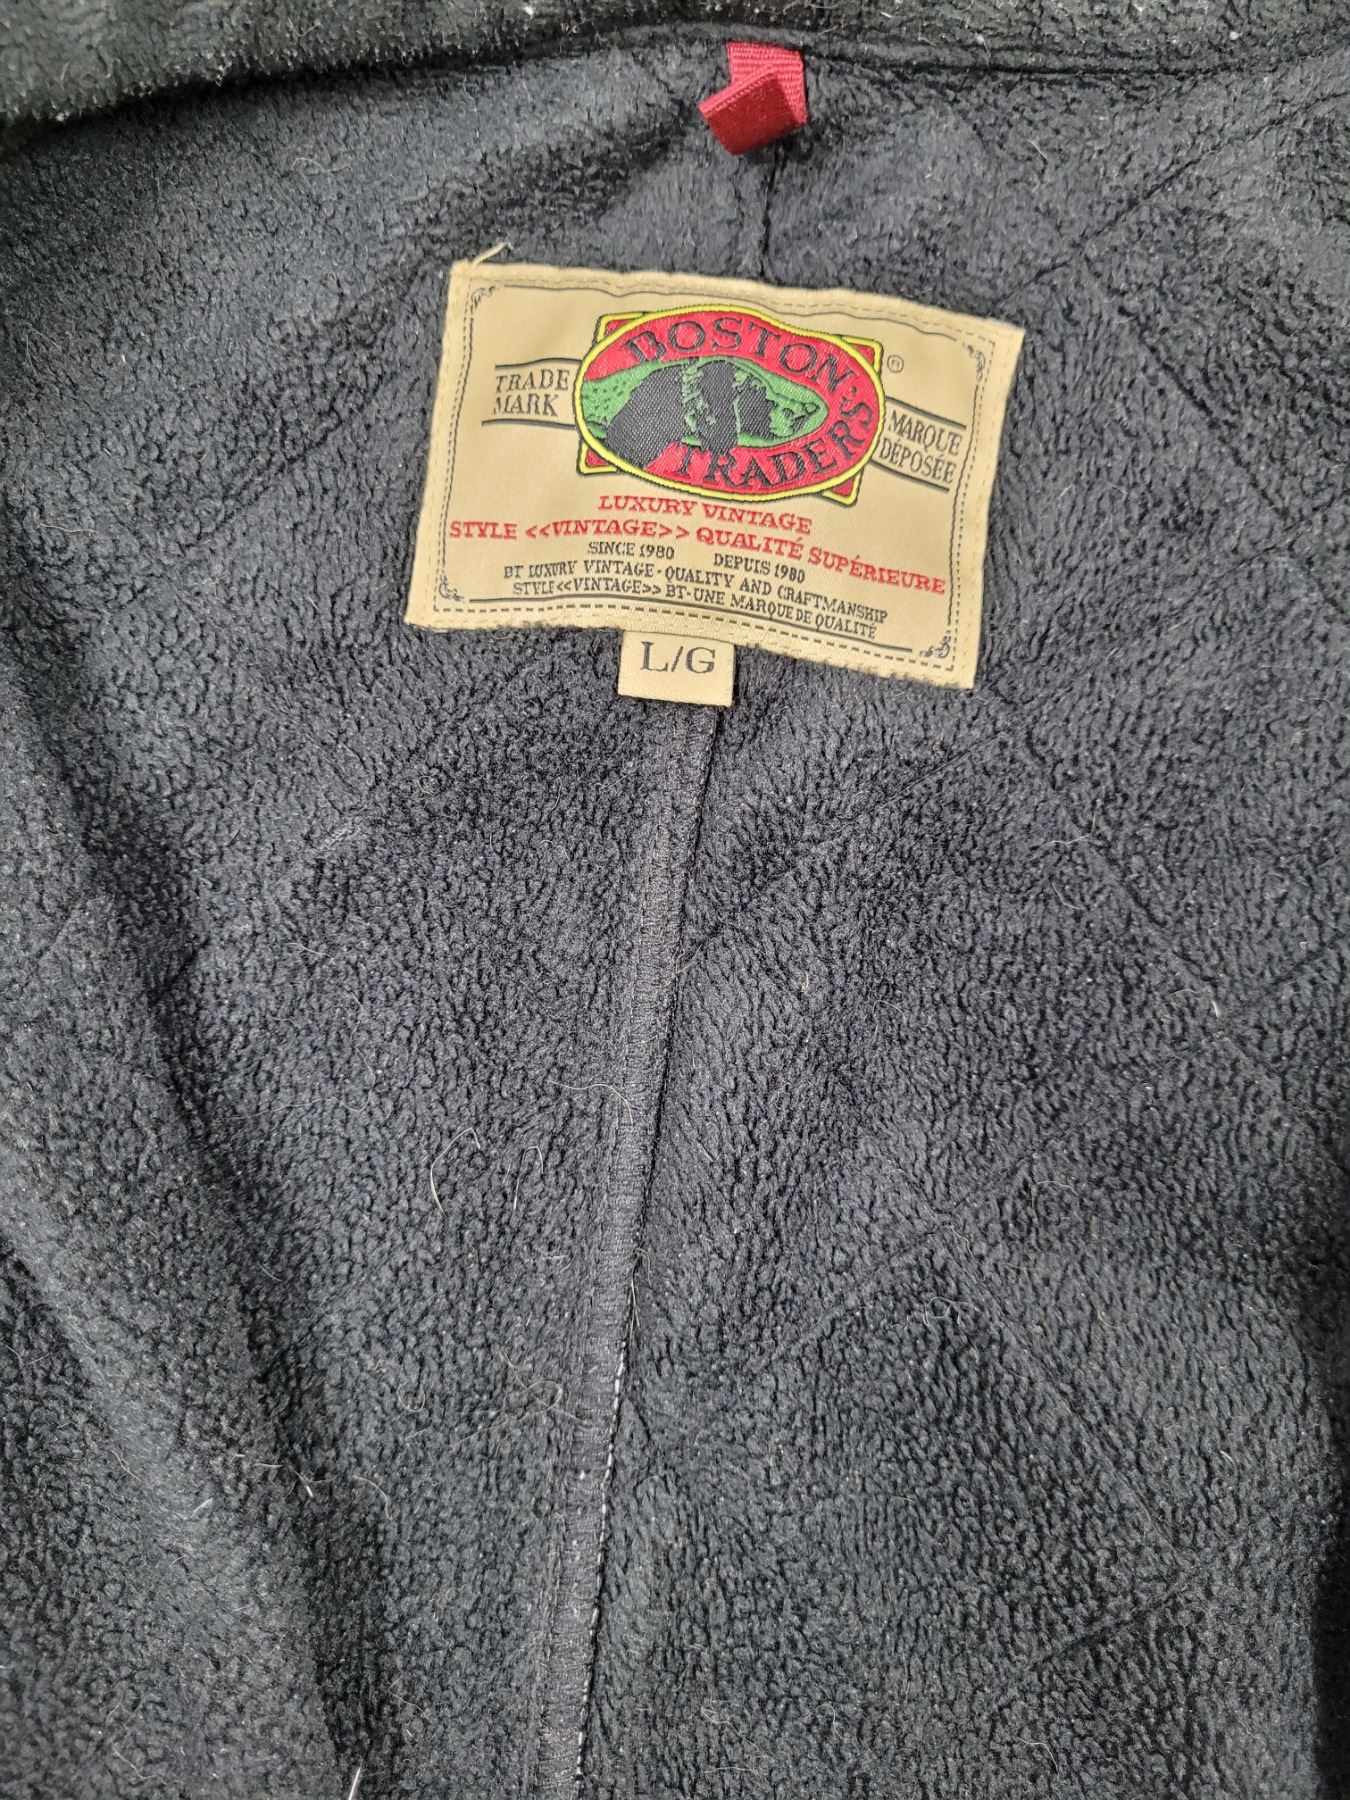 BOSTON
TRADERS
®
TRADE
MARK
MARQUE
DÉPOSÉE
LUXURY VINTAGE
STYLE <<VINTAGE>> QUALITÉ SUPÉRIEURE
SINCE 1980 DEPUIS 1980
BT LUXURY VINTAGE - QUALITY AND CRAFTMANSHIP
STYLE <<VINTAGE>> BT - UNE MARQUE DE QUALITÉ
L/G